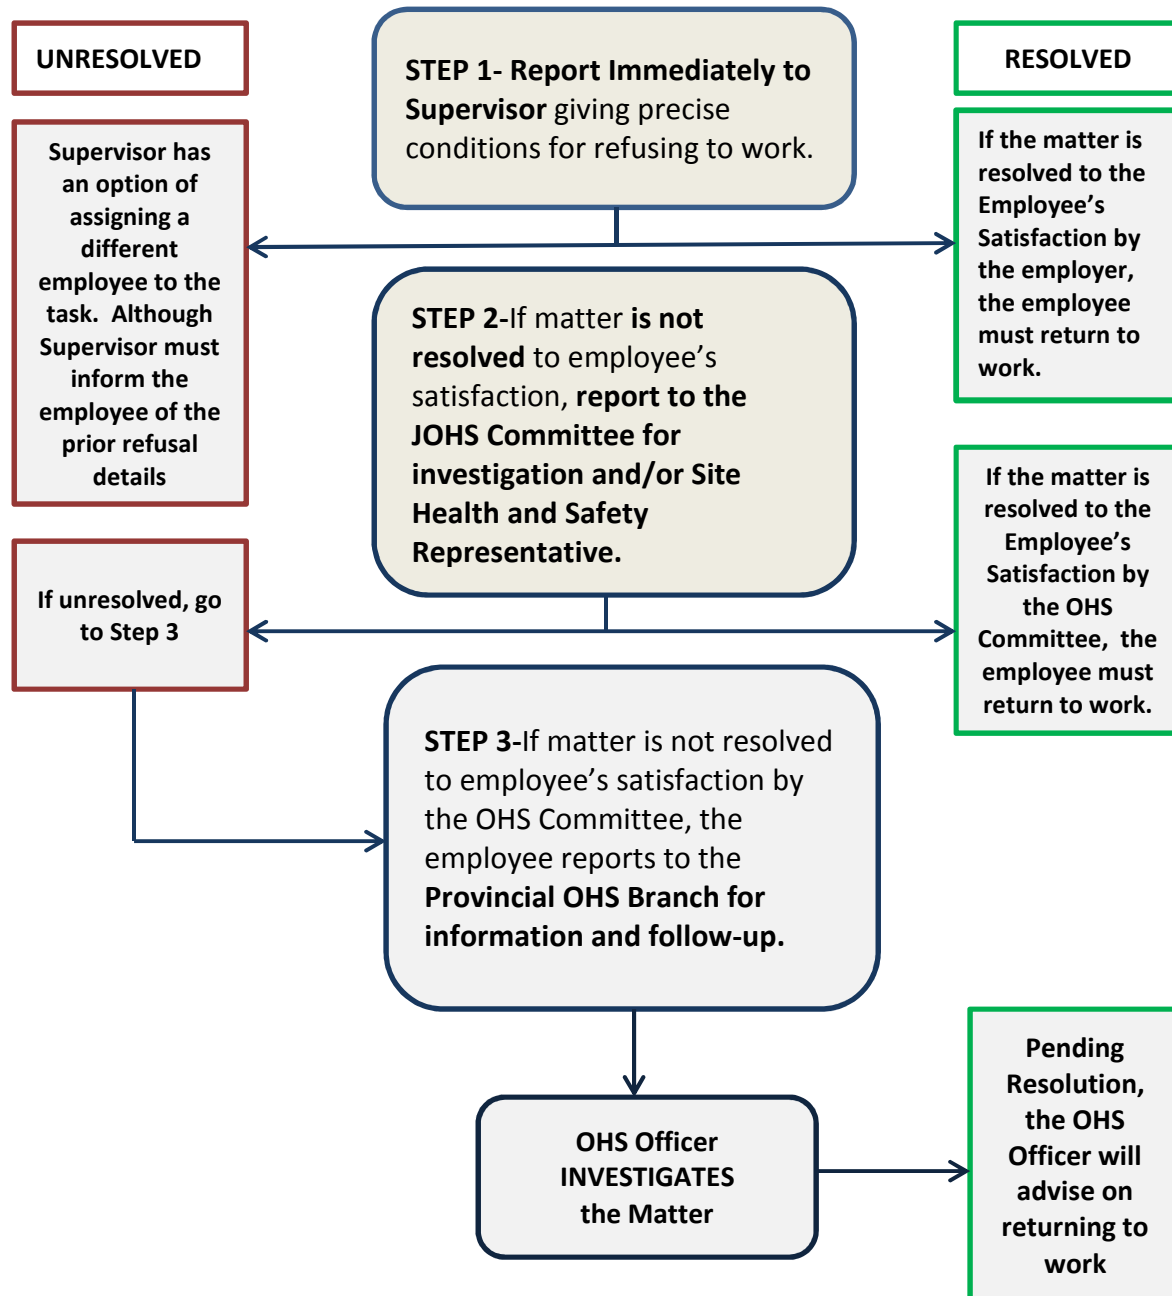 UNRESOLVED
Supervisor has
an option of
assigning a
different
employee to the
task.  Although
Supervisor must
inform the
employee of the
prior refusal
details
If unresolved, go
to Step 3
STEP 1- Report Immediately to
Supervisor giving precise
conditions for refusing to work.
STEP 2-If matter is not
resolved to employee’s
satisfaction, report to the
JOHS Committee for
investigation and/or Site
Health and Safety
Representative.
STEP 3-If matter is not resolved
to employee’s satisfaction by
the OHS Committee, the
employee reports to the
Provincial OHS Branch for
information and follow-up.
OHS Officer
INVESTIGATES
the Matter
RESOLVED
If the matter is
resolved to the
Employee’s
Satisfaction by
the employer,
the employee
must return to
work.
If the matter is
resolved to the
Employee’s
Satisfaction by
the OHS
Committee,  the
employee must
return to work.
Pending
Resolution,
the OHS
Officer will
advise on
returning to
work